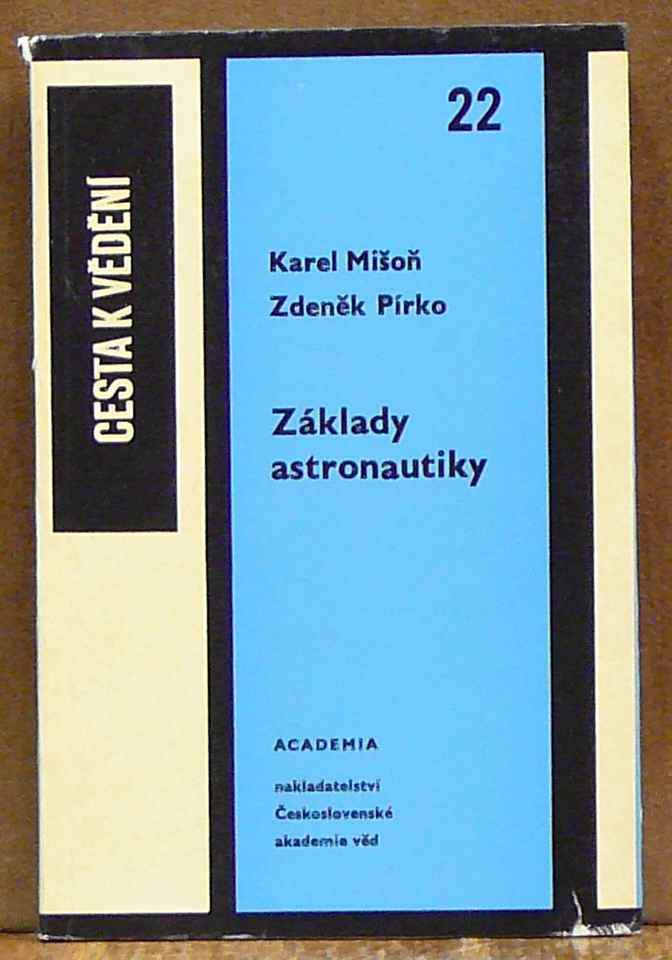 CESTA K VĚDĚNÍ
22
Karel Mišoň
Zdeněk Pírko
Základy
astronautiky
ACADEMIA
nakladatelství
Československé
akademie věd